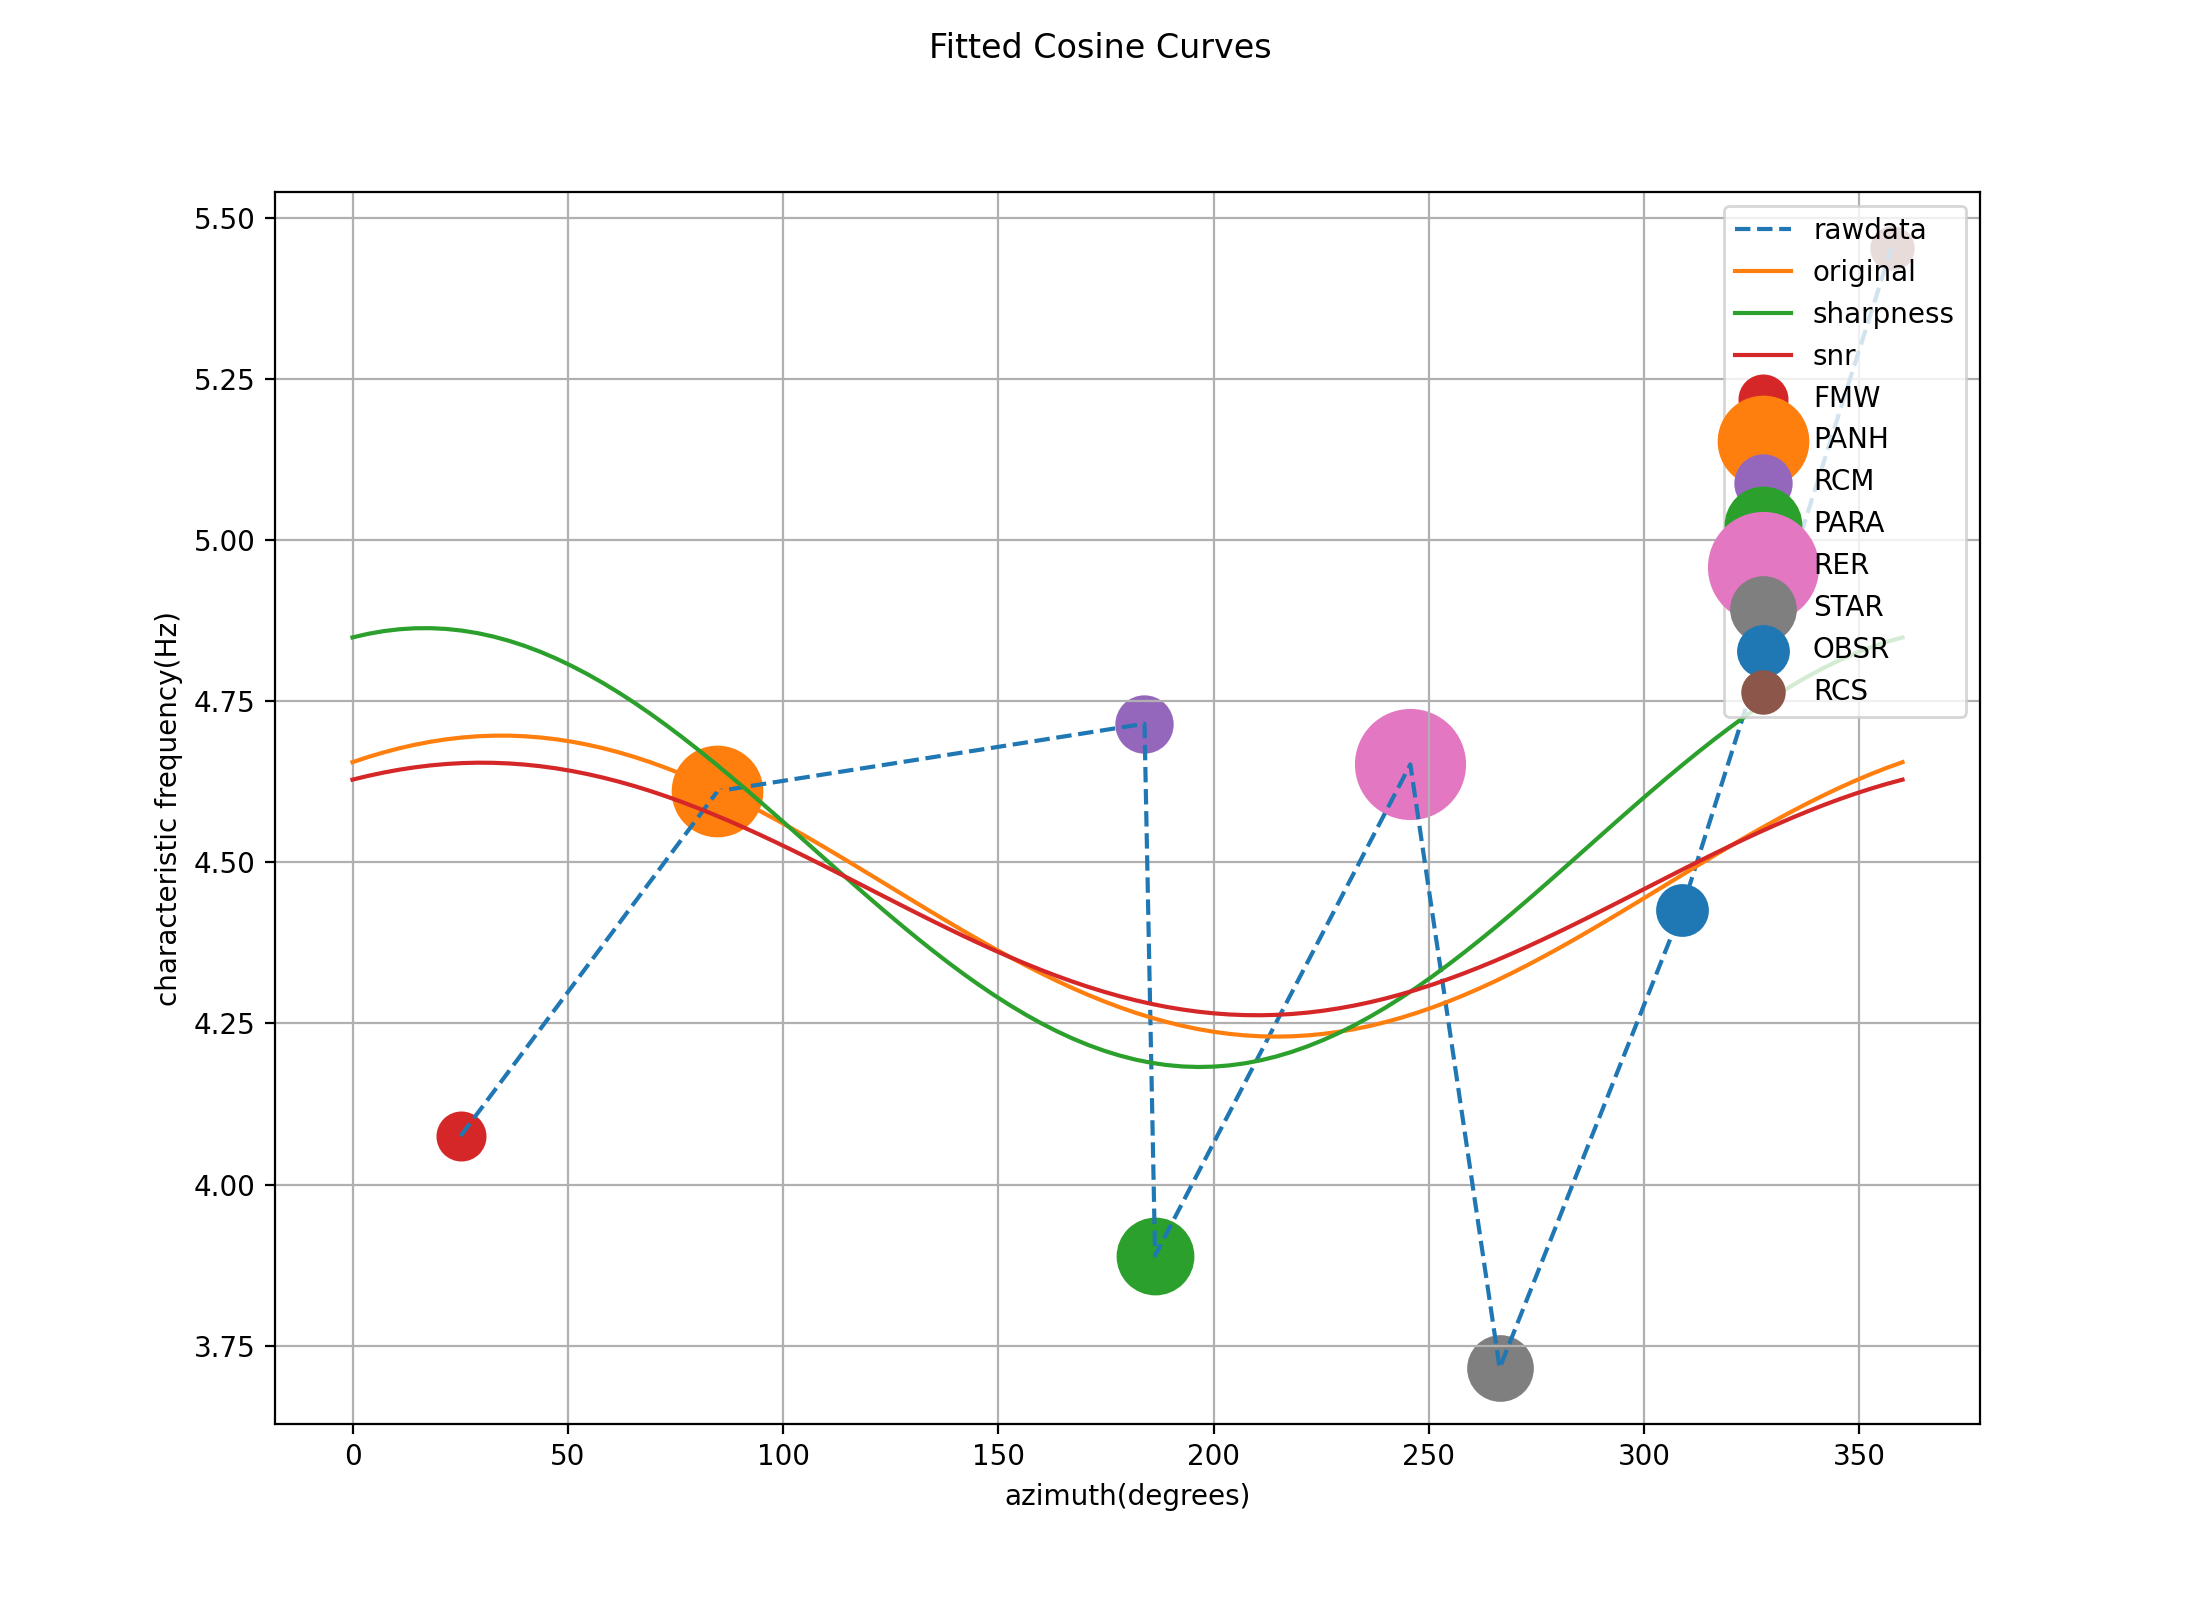 Fitted Cosine Curves
5.50
5.25
5.00
4.75
4.50
4.25
4.00
3.75
characteristic frequency(Hz)
rawdata
original
sharpness
snr
FMW
PANH
RCM
PARA
RER
STAR
OBSR
RCS
0 50 100 150 200 250 300 350
azimuth(degrees)